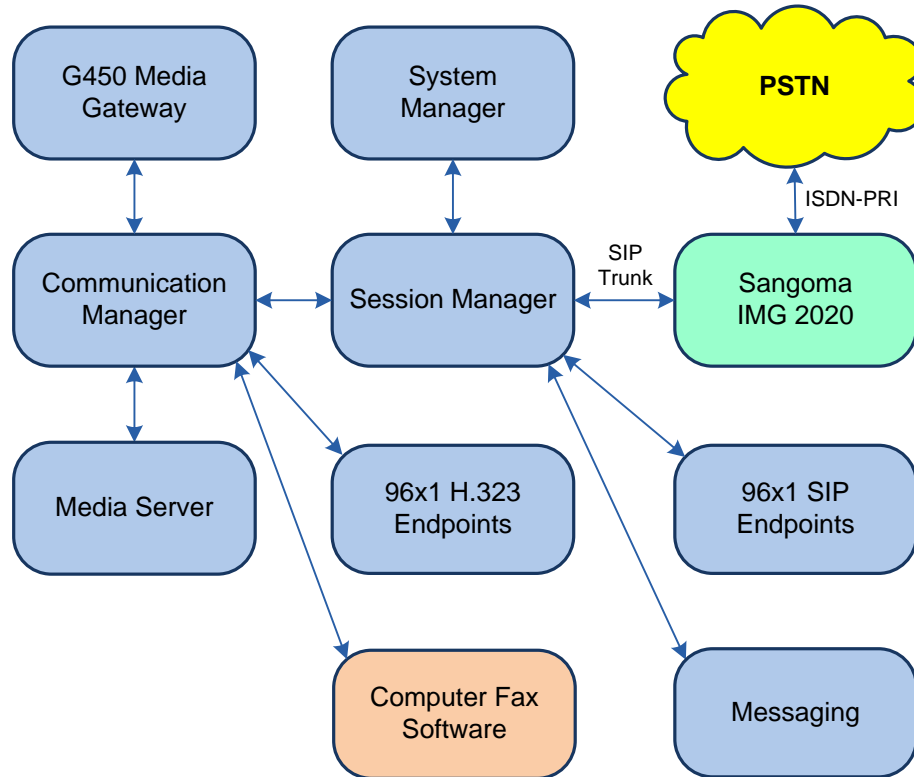 G450 Media
Gateway
System
Manager
PSTN
ISDN-PRI
Communication
Manager
Session Manager
SIP
Trunk
Sangoma
IMG 2020
Media Server
96x1 H.323
Endpoints
96x1 SIP
Endpoints
Computer Fax
Software
Messaging